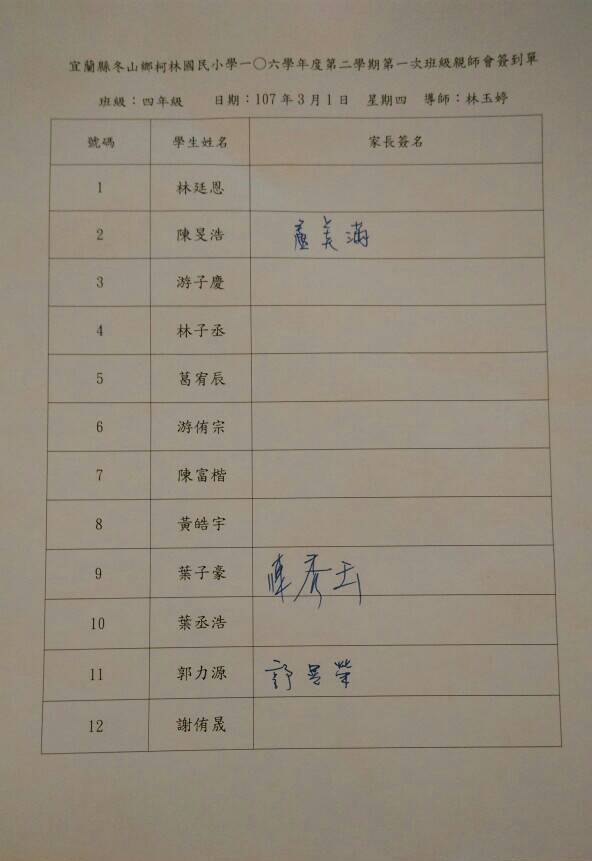 宜蘭縣冬山鄉柯林國民小學一〇六學年度第二學期第一次班級親師會簽到單
班級：四年級 日期：107年3月1日 星期四 導師：林玉婷
號碼 學生姓名 家長簽名
1 林廷恩
2 陳旻浩 盧美滿
3 游子慶
4 林子丞
5 葛宥辰
6 游侑宗
7 陳富楷
8 黃皓宇
9 葉子豪 陳秀玉
10 葉丞浩
11 郭力源
12 謝侑晟